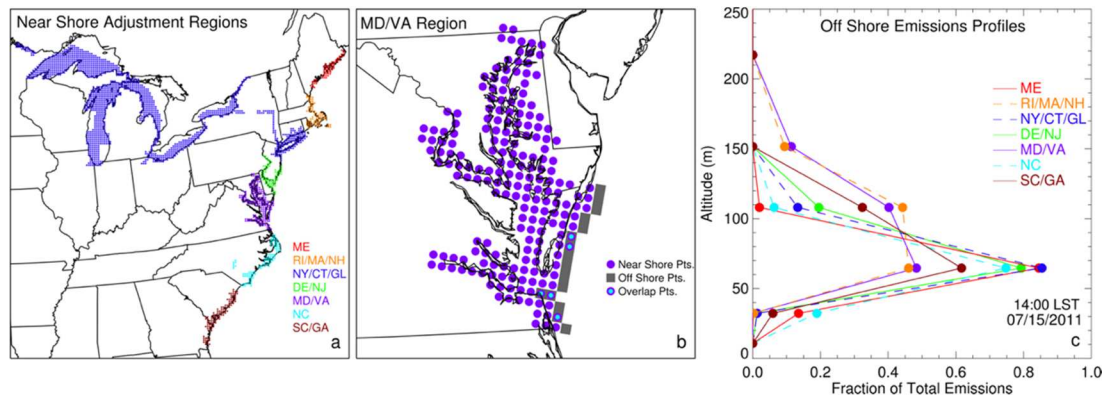 Near Shore Adjustment Regions
ME
RI/MA/NH
NY/CT/GL
DE/NJ
MD/VA
NC
SC/GA
a
MD/VA Region
Near Shore Pts.
Off Shore Pts.
Overlap Pts.
b
Off Shore Emissions Profiles
250
200
150
100
50
0
Altitude (m)
ME
RI/MA/NH
NY/CT/GL
DE/NJ
MD/VA
NC
SC/GA
14:00 LST
07/15/2011
c
0.0 0.2 0.4 0.6 0.8 1.0
Fraction of Total Emissions